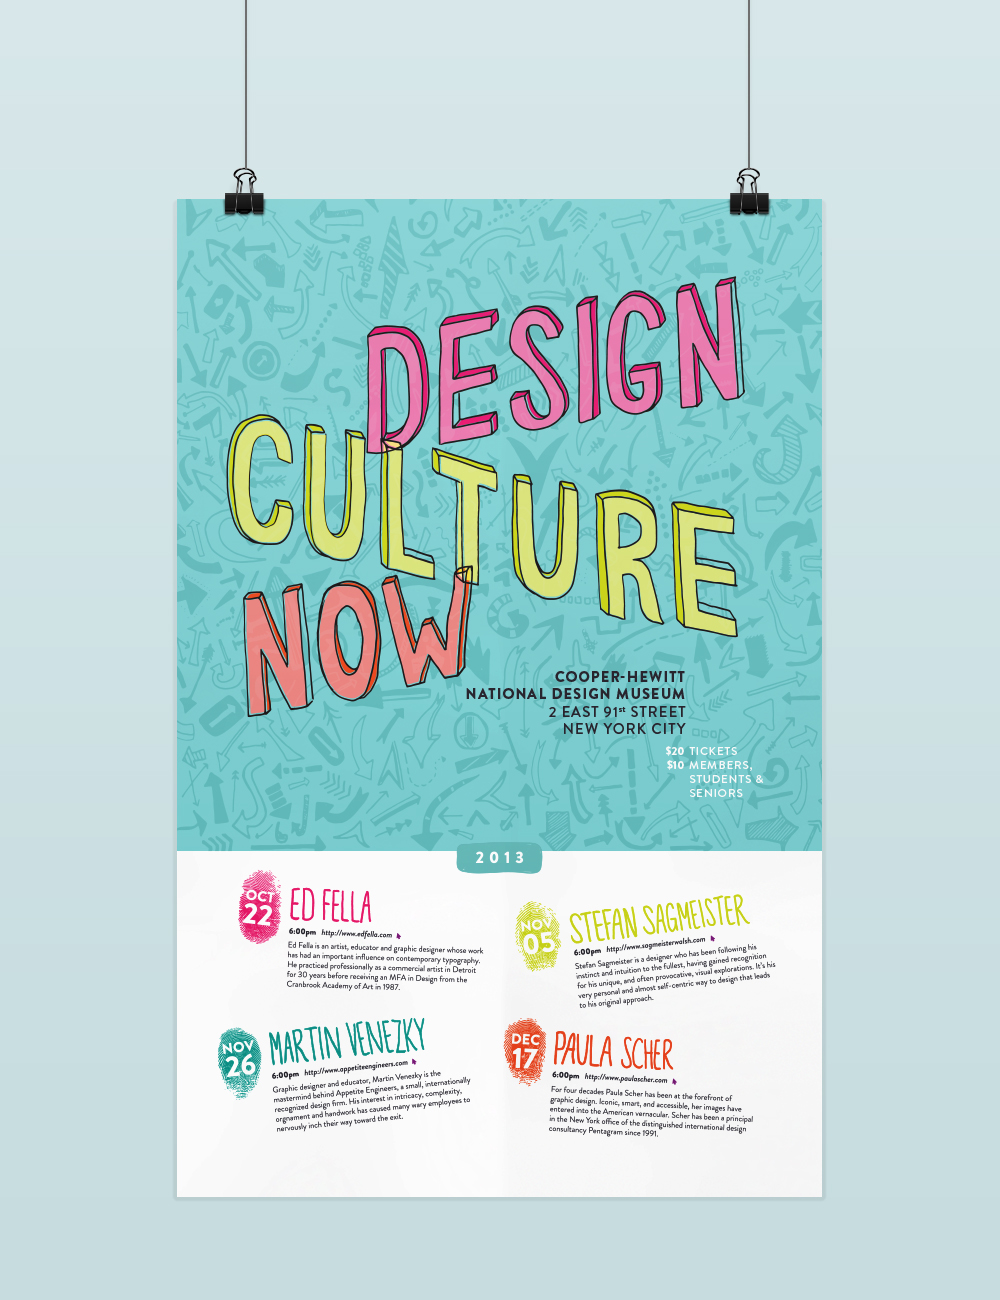 DESIGN
CULTURE
NOW
COOPER-HEWITT
NATIONAL DESIGN MUSEUM
2 EAST 91st STREET
NEW YORK CITY
$20 TICKETS
$10 MEMBERS,
STUDENTS &
SENIORS
2013
OCT
22
ED FELLA
6:00pm http://www.edfella.com
Ed Fella is an artist, educator and graphic designer whose work
has had an important influence on contemporary typography.
He practiced professionally as a commercial artist in Detroit
for 30 years before receiving an MFA in Design from the
Cranbrook Academy of Art in 1987.
NOV
05
STEFAN SAGMEISTER
6:00pm http://www.sagmeisterwalsh.com
Stefan Sagmeister is a designer who has been following his
instinct and intuition to the fullest, having gained recognition
for his unique, and often provocative, visual explorations. It's his
very personal and almost self-centric way to design that leads
to his original approach.
NOV
26
MARTIN VENEZKY
6:00pm http://www.appetiteengineers.com
Graphic designer and educator, Martin Venezky is the
mastermind behind Appetite Engineers, a small, internationally
recognized design firm. His interest in intricacy, complexity,
orgnament and handwork has caused many wary employees to
nervously inch their way toward the exit.
DEC
17
PAULA SCHER
6:00pm http://www.paulascher.com
For four decades Paula Scher has been at the forefront of
graphic design. Iconic, smart, and accessible, her images have
entered into the American vernacular. Scher has been a principal
in the New York office of the distinguished international design
consultancy Pentagram since 1991.